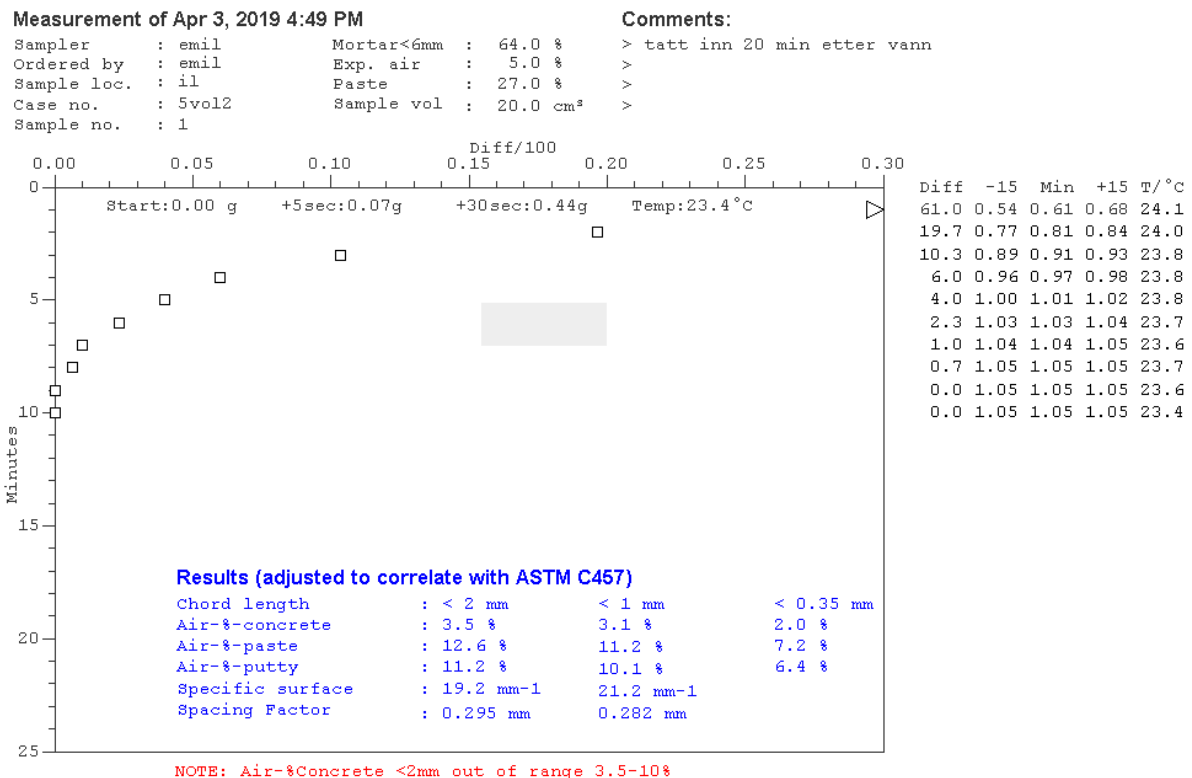 Measurement of Apr 3, 2019 4:49 PM Comments:
Sampler : emil Mortar<6mm : 64.0 % > tatt inn 20 min etter vann
Ordered by : emil Exp. air : 5.0 % >
Sample loc. : il Paste : 27.0 % >
Case no. : 5vol2 Sample vol : 20.0 cm³ >
Sample no. : 1
Diff/100
0.00 0.05 0.10 0.15 0.20 0.25 0.30
0
Start:0.00 g +5sec:0.07g +30sec:0.44g Temp:23.4°C
5
10
15
20
25
Minutes
Diff -15 Min +15 T/°C
61.0 0.54 0.61 0.68 24.1
19.7 0.77 0.81 0.84 24.0
10.3 0.89 0.91 0.93 23.8
6.0 0.96 0.97 0.98 23.8
4.0 1.00 1.01 1.02 23.8
2.3 1.03 1.03 1.04 23.7
1.0 1.04 1.04 1.05 23.6
0.7 1.05 1.05 1.05 23.7
0.0 1.05 1.05 1.05 23.6
0.0 1.05 1.05 1.05 23.4
Results (adjusted to correlate with ASTM C457)
Chord length : < 2 mm < 1 mm < 0.35 mm
Air-%-concrete : 3.5 % 3.1 % 2.0 %
Air-%-paste : 12.6 % 11.2 % 7.2 %
Air-%-putty : 11.2 % 10.1 % 6.4 %
Specific surface : 19.2 mm-1 21.2 mm-1
Spacing Factor : 0.295 mm 0.282 mm
NOTE: Air-%Concrete <2mm out of range 3.5-10%